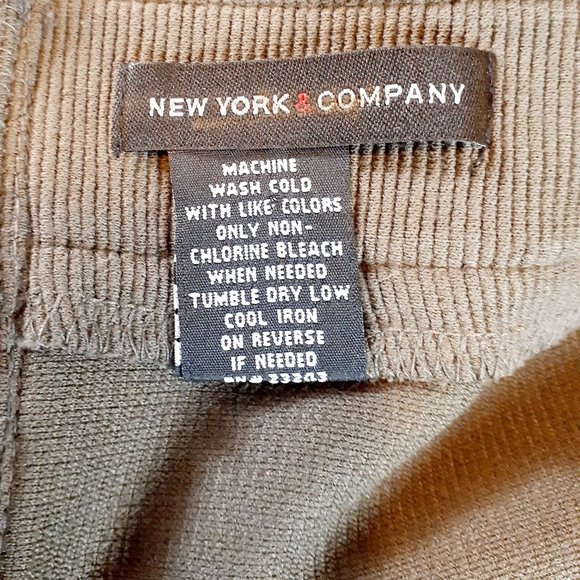 NEW YORK & COMPANY
MACHINE
WASH COLD
WITH LIKE COLORS
ONLY NON-
CHLORINE BLEACH
WHEN NEEDED
TUMBLE DRY LOW
COOL IRON
ON REVERSE
IF NEEDED